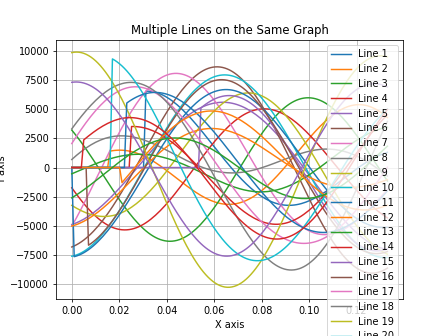 Multiple Lines on the Same Graph
10000
7500
5000
2500
0
−2500
−5000
−7500
−10000
0.00
0.02
0.04
0.06
0.08
0.10
X axis
Line 1
Line 2
Line 3
Line 4
Line 5
Line 6
Line 7
Line 8
Line 9
Line 10
Line 11
Line 12
Line 13
Line 14
Line 15
Line 16
Line 17
Line 18
Line 19
Line 20